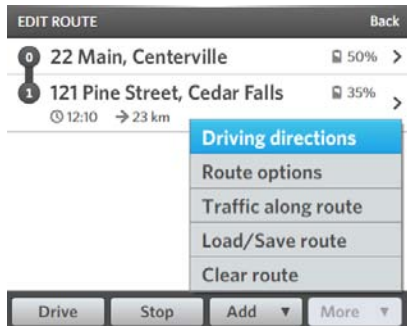 EDIT ROUTE Back
0 22 Main, Centerville 50%
1 121 Pine Street, Cedar Falls 35%
12:10 23 km
Driving directions
Route options
Traffic along route
Load/Save route
Clear route
Drive Stop Add More